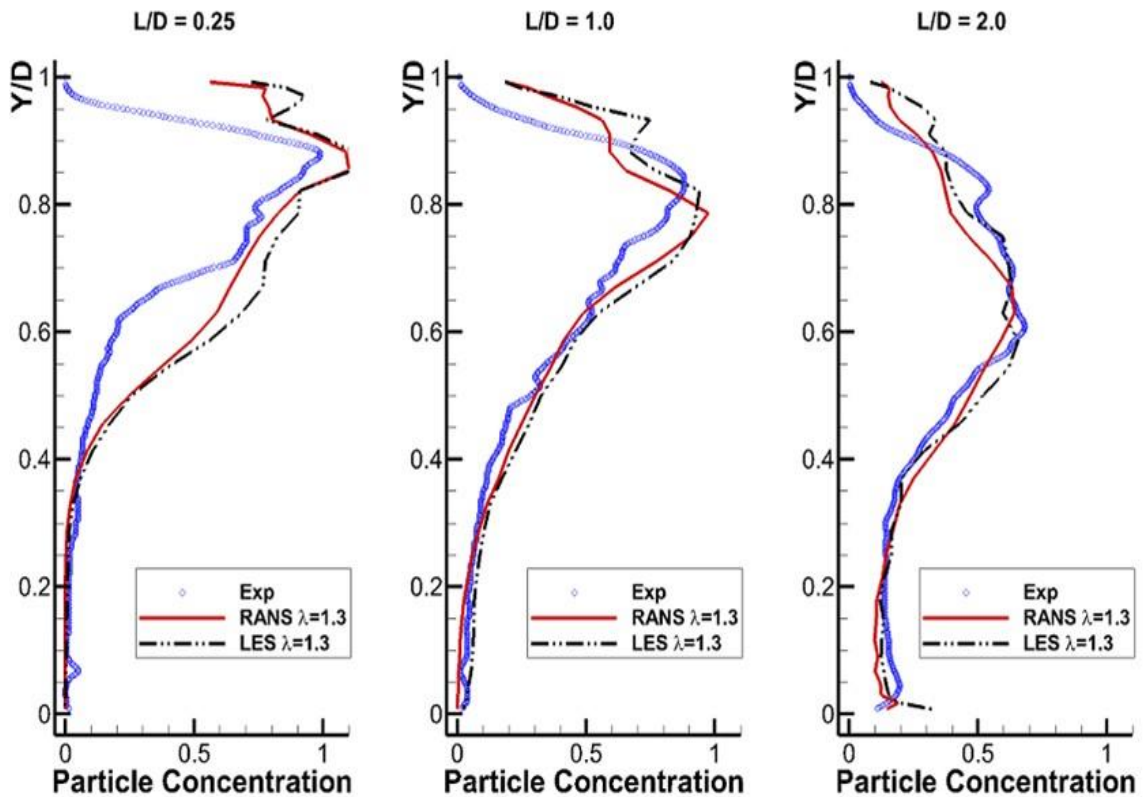 L/D = 0.25
Y/D
1
0.8
0.6
0.4
0.2
0
0 0.5 1
Particle Concentration
Exp
RANS λ=1.3
LES λ=1.3
L/D = 1.0
Y/D
1
0.8
0.6
0.4
0.2
0
0 0.5 1
Particle Concentration
Exp
RANS λ=1.3
LES λ=1.3
L/D = 2.0
Y/D
1
0.8
0.6
0.4
0.2
0
0 0.5 1
Particle Concentration
Exp
RANS λ=1.3
LES λ=1.3